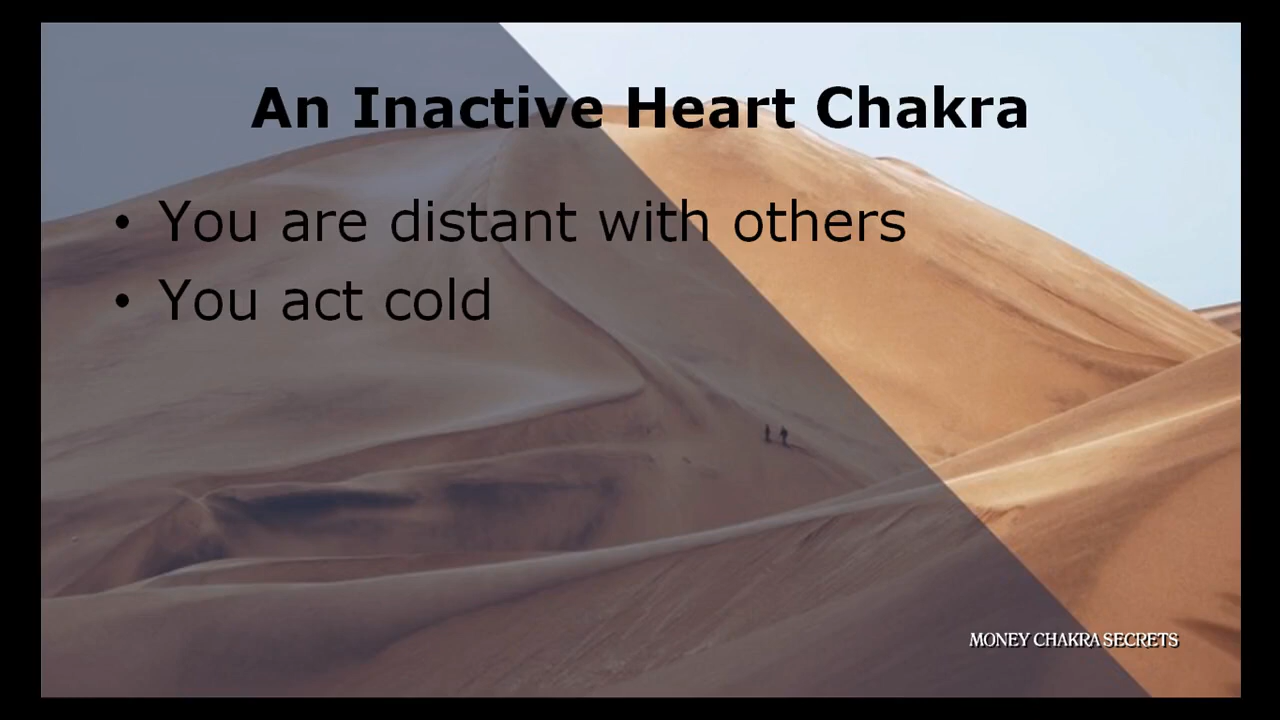 An Inactive Heart Chakra
• You are distant with others
• You act cold
MONEY CHAKRA SECRETS